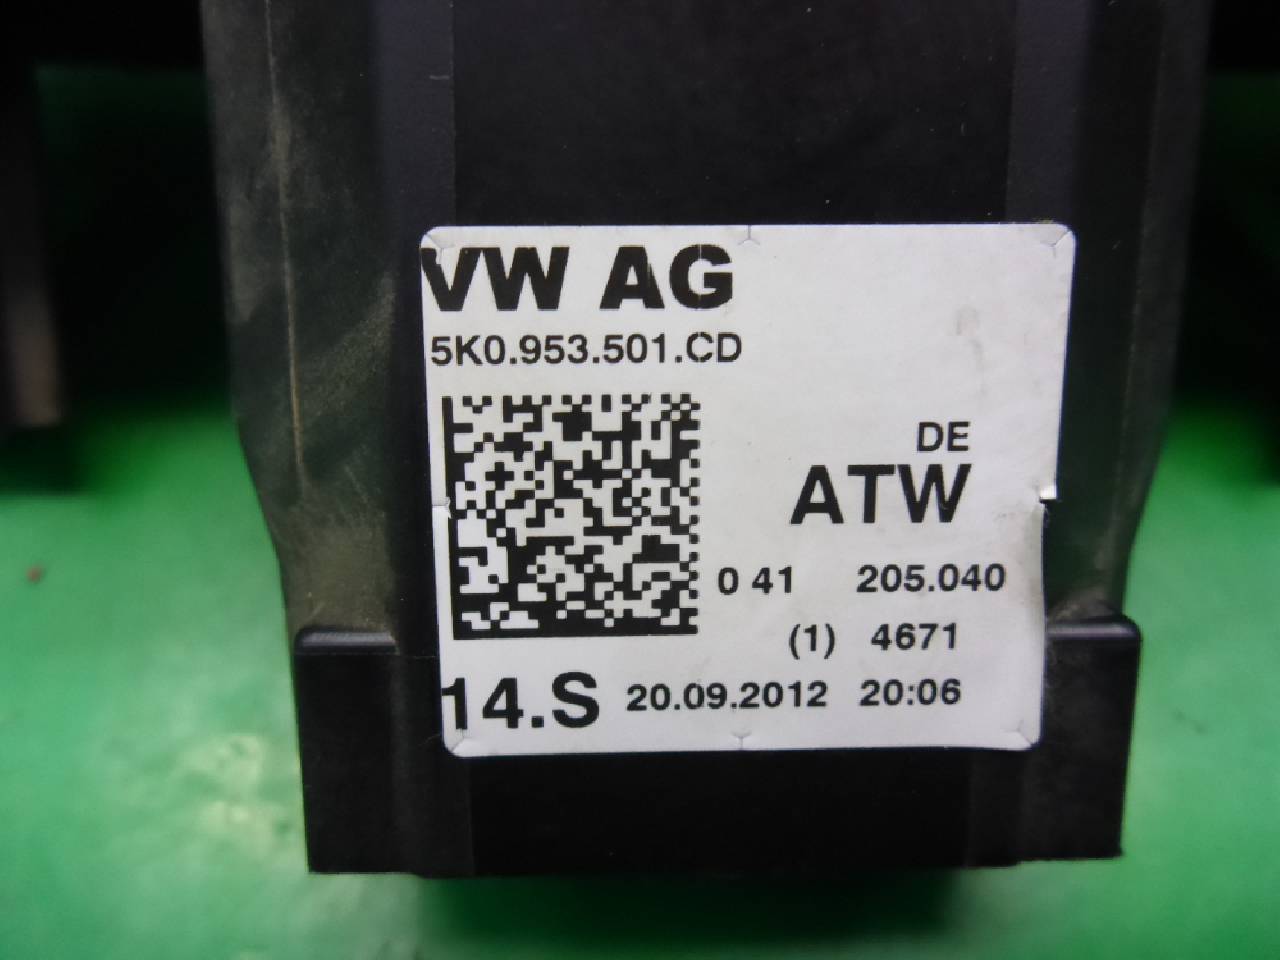 VW AG
5K0.953.501.CD
DE
ATW
0 41 205.040
(1) 4671
14.S 20.09.2012 20:06